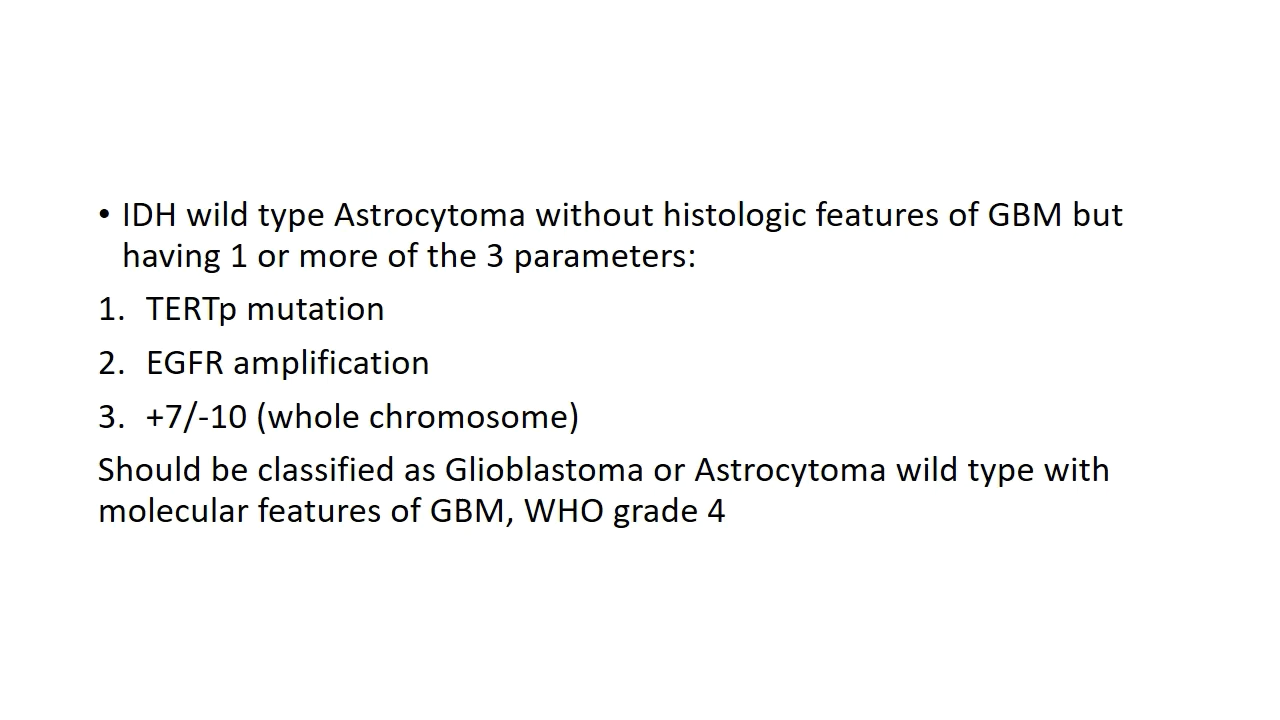 • IDH wild type Astrocytoma without histologic features of GBM but
having 1 or more of the 3 parameters:
1. TERTp mutation
2. EGFR amplification
3. +7/-10 (whole chromosome)
Should be classified as Glioblastoma or Astrocytoma wild type with
molecular features of GBM, WHO grade 4